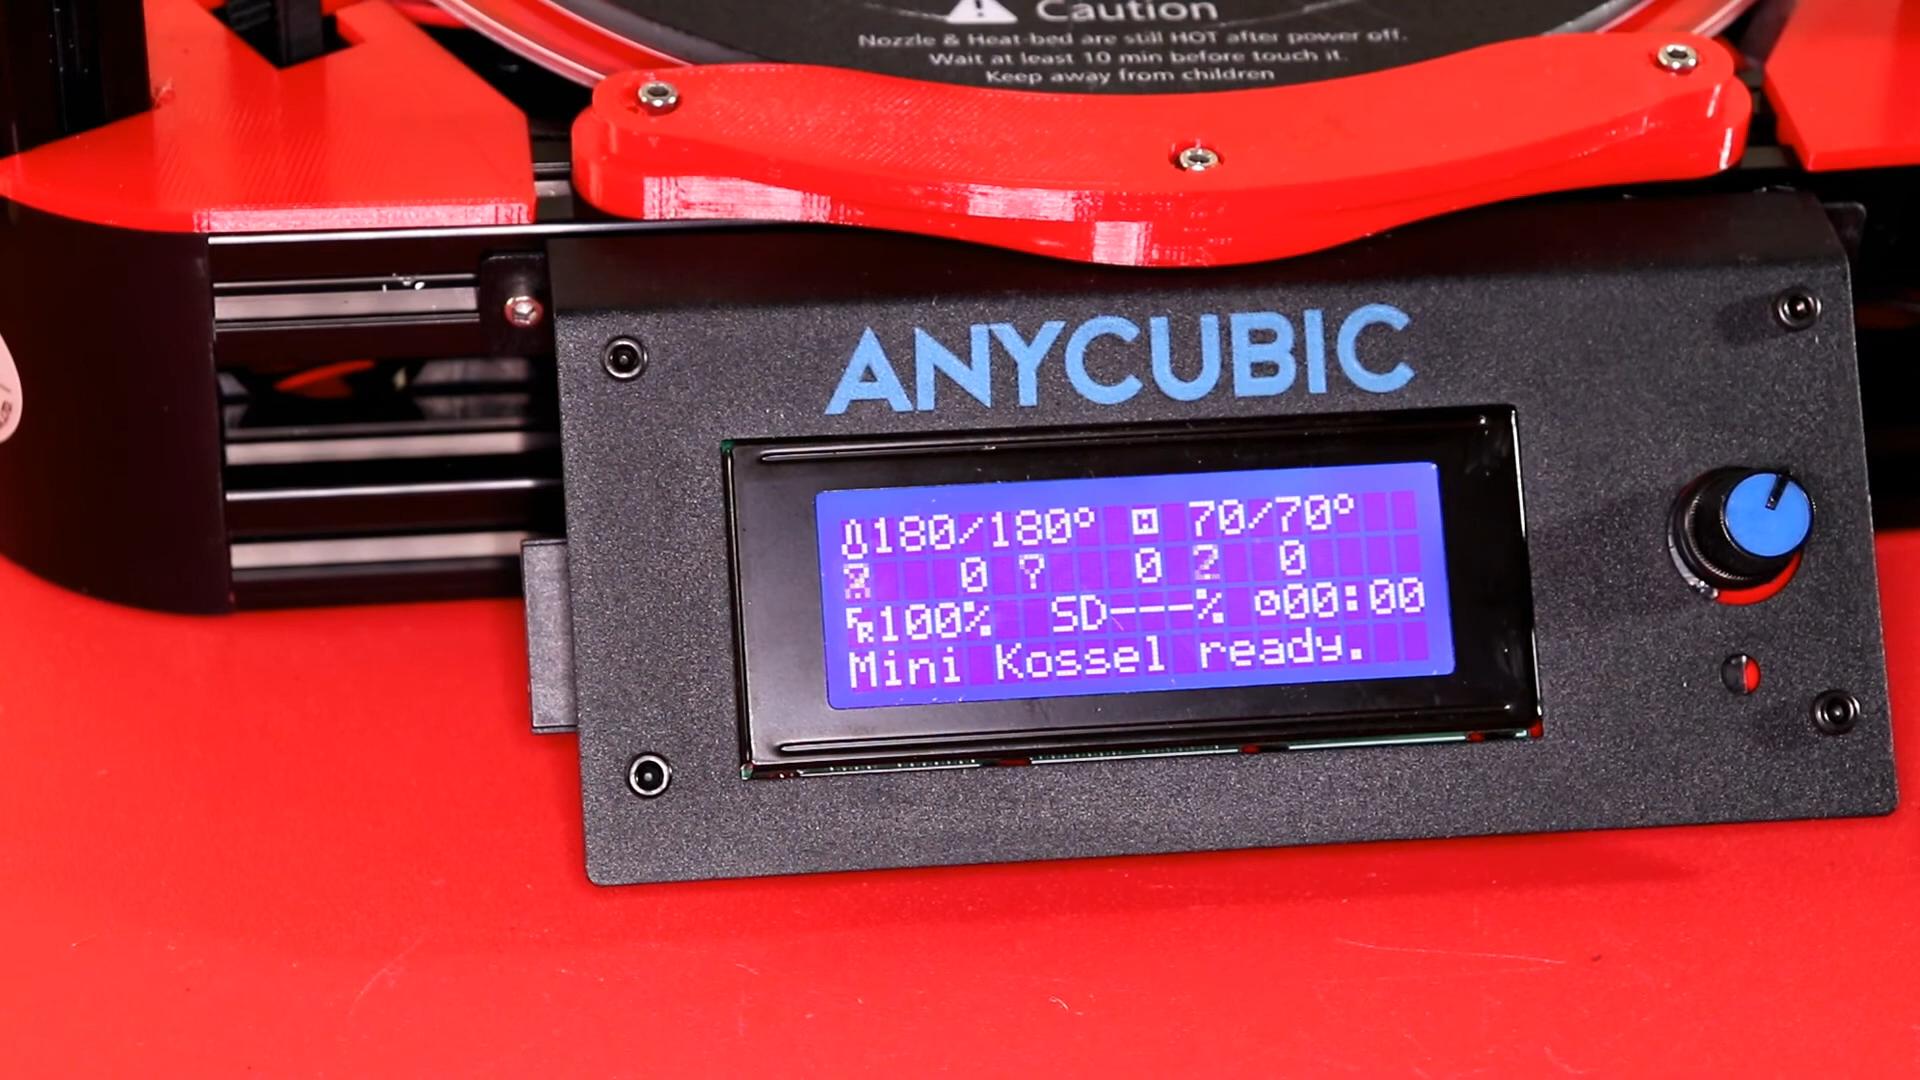 Caution
Nozzle & Heat-bed are still HOT after power off.
Wait at least 10 min before touch it.
Keep away from children
ANYCUBIC
180/180° 70/70°
X 0 Y 0 Z 0
FR100% SD---% 00:00
Mini Kossel ready.